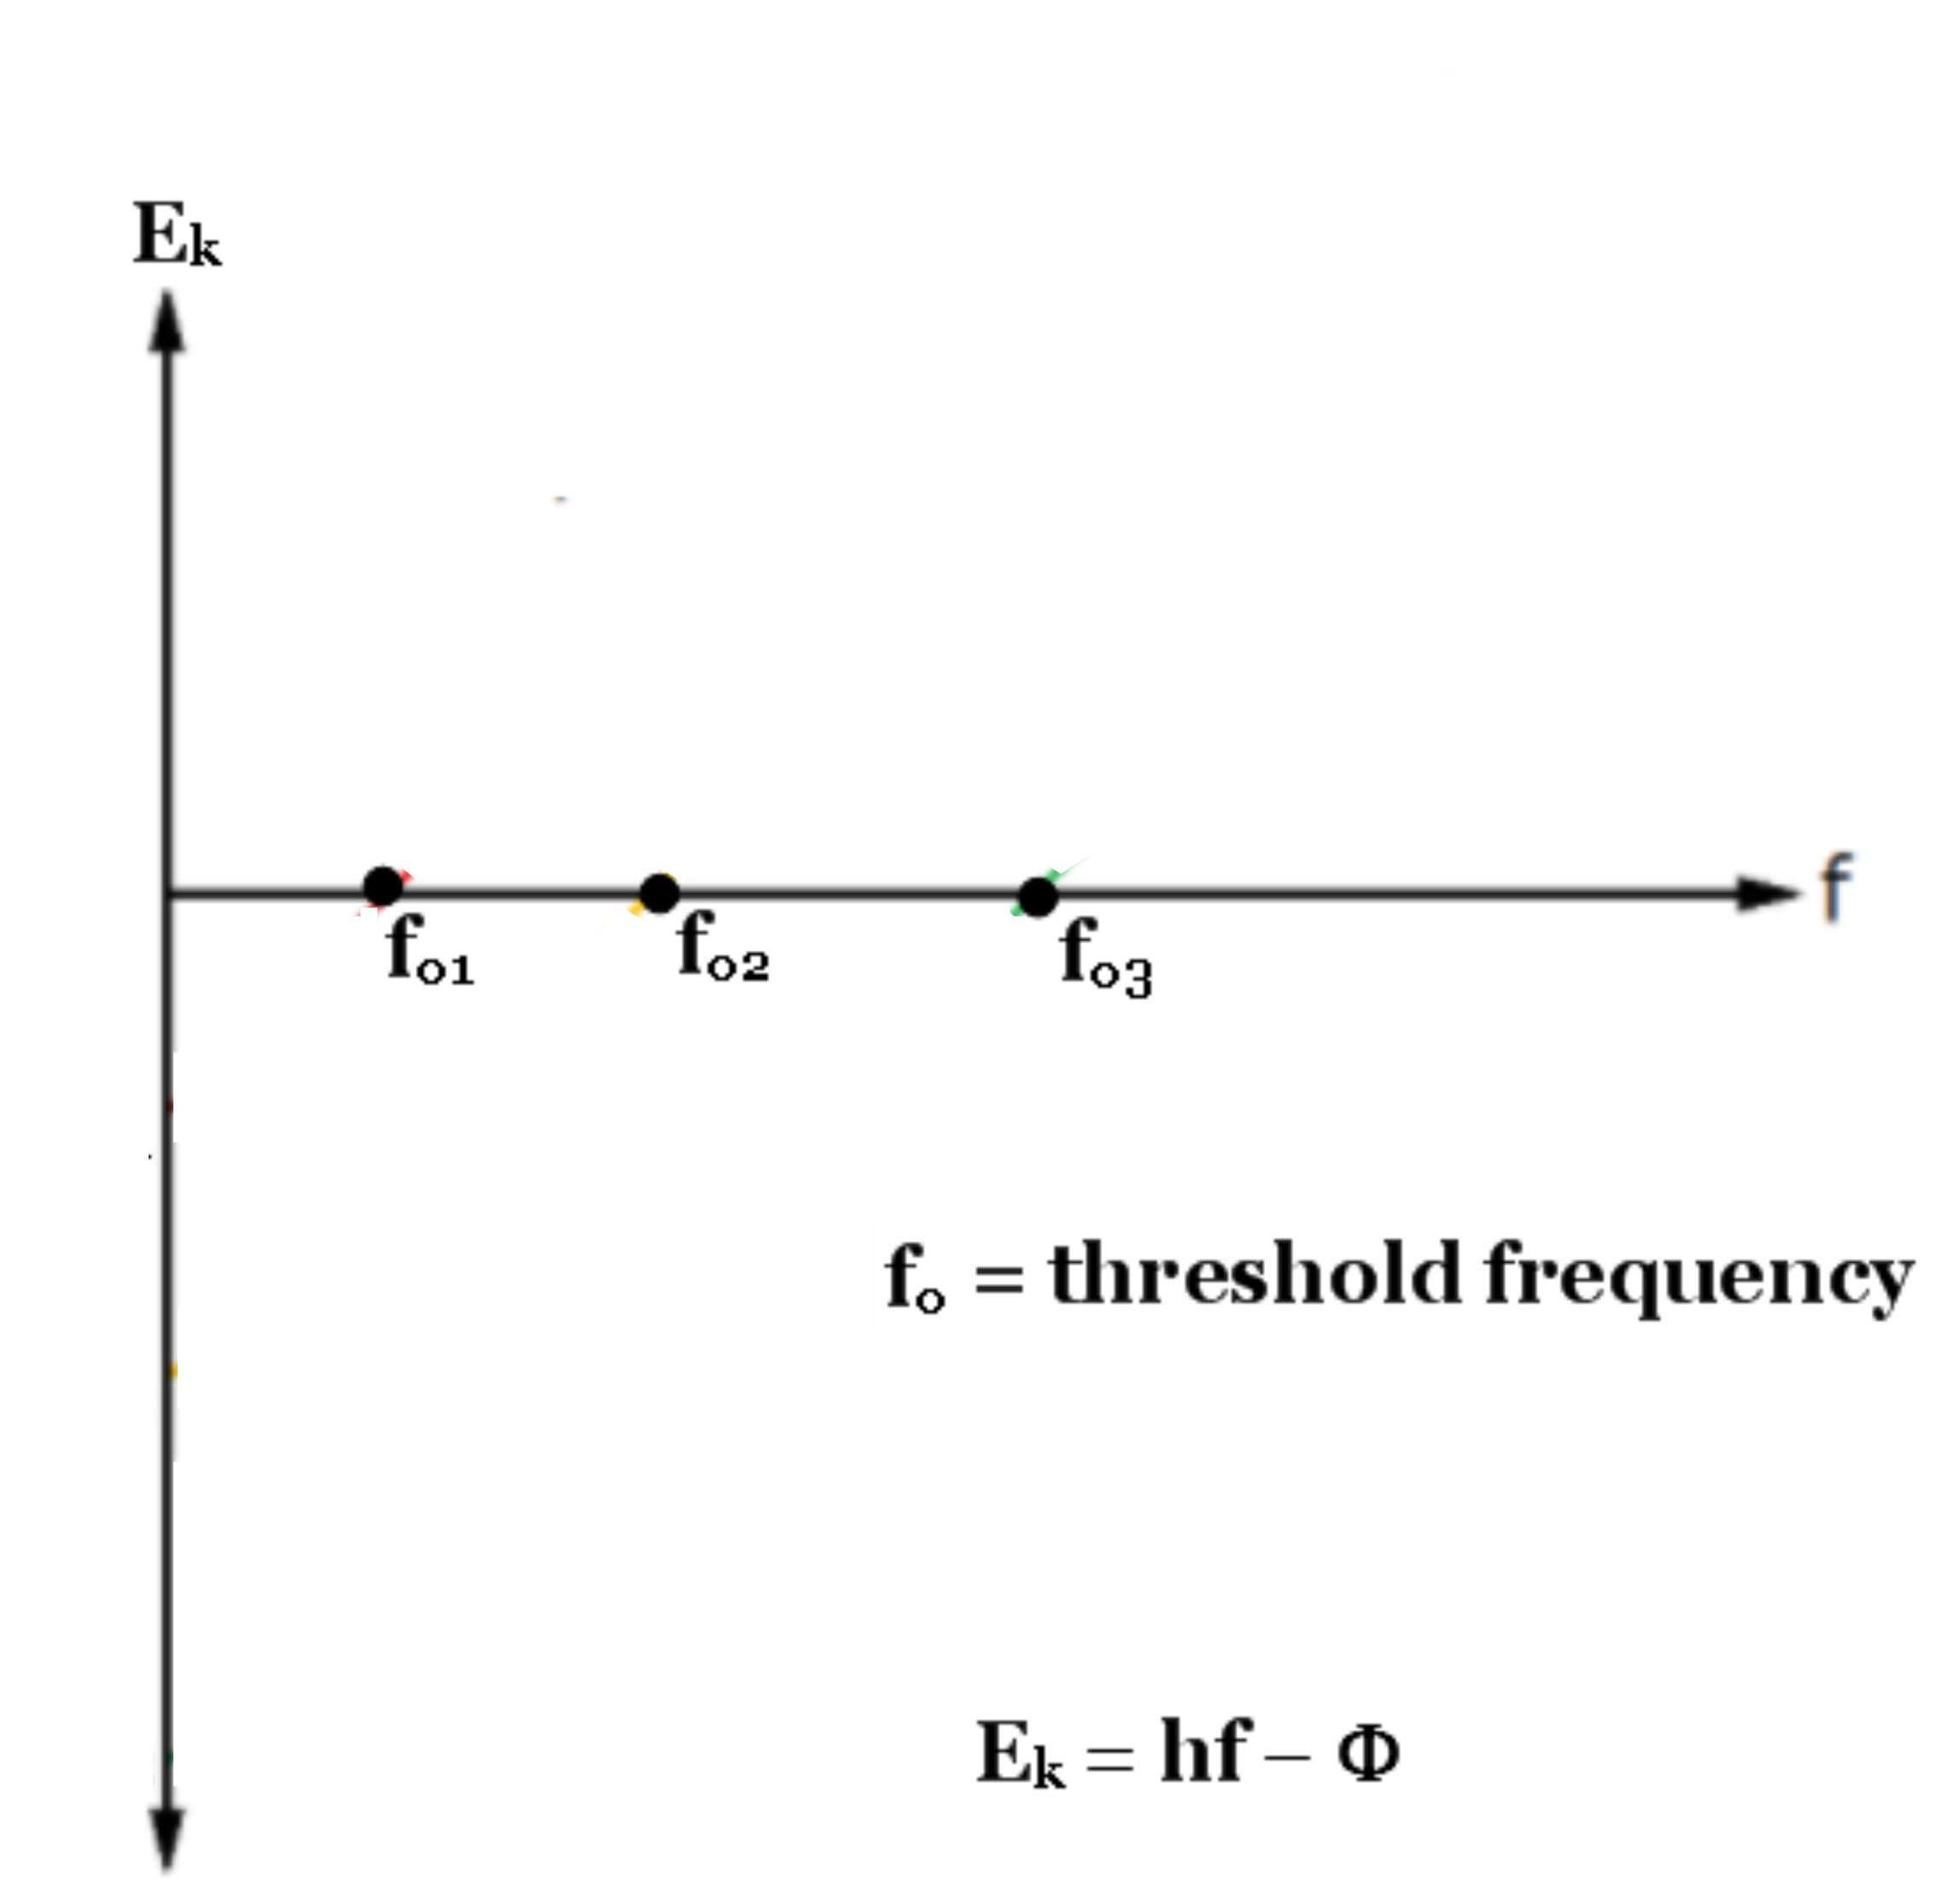 Eₖ
f
fₒ₁
fₒ₂
fₒ₃
fₒ = threshold frequency
Eₖ = hf – Φ